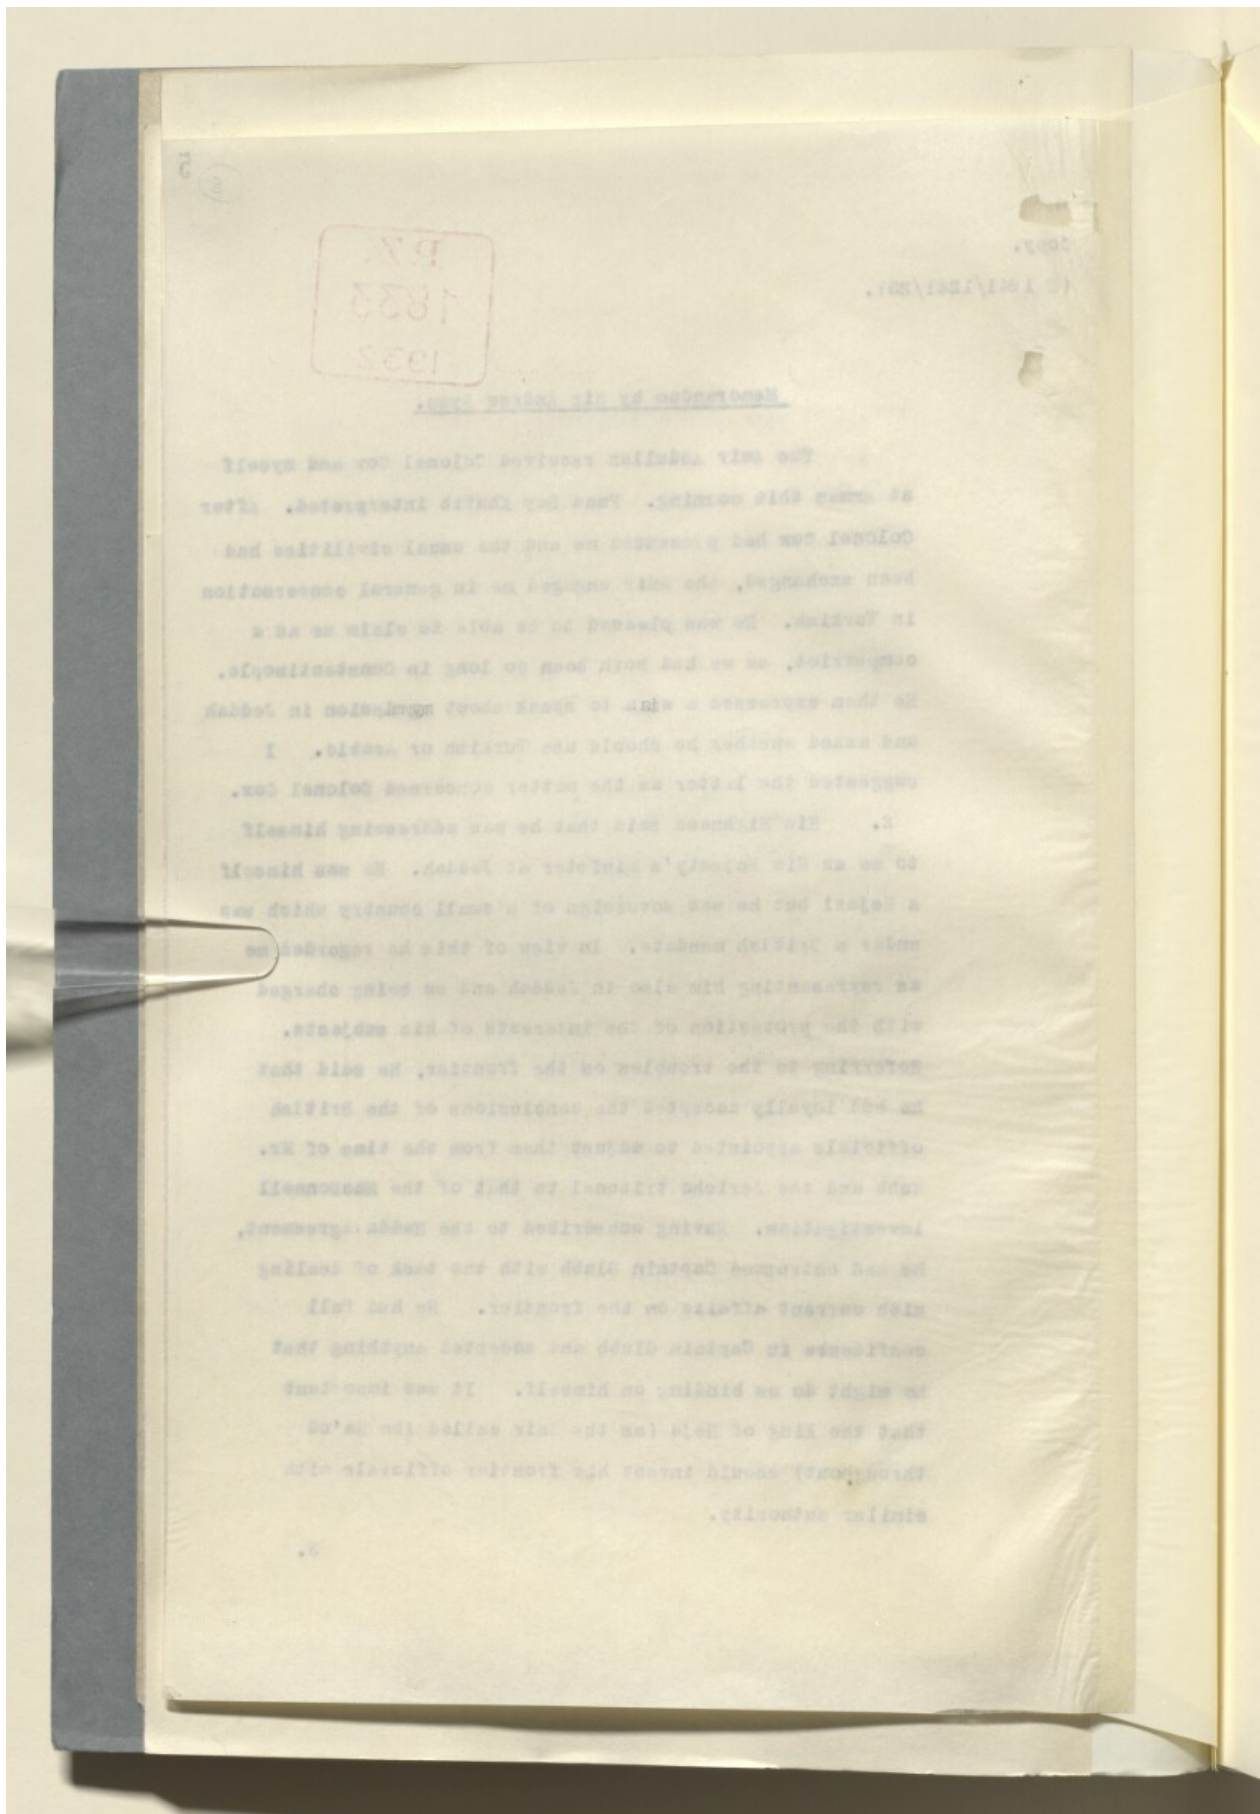 5
P.Z.
1833
1932
Copy.
(E 1241/1241/25).
Memorandum by Sir Andrew Ryan.
The Amir Abdullah received Colonel Cox and myself
at Amman this morning. Fuad Bey Khatib interpreted. After
Colonel Cox had presented me and the usual civilities had
been exchanged, the Amir engaged me in general conversation
in Turkish. He was pleased to be able to claim me as a
compatriot, as we had both been so long in Constantinople.
He then expressed a wish to speak about my mission in Jeddah
and asked whether he should use Turkish or Arabic. I
suggested the latter as the matter concerned Colonel Cox.
2. His Highness said that he was addressing himself
to me as His Majesty's Minister at Jeddah. He was himself
a Hejazi but he was sovereign of a small country which was
under a British mandate. In view of this he regarded me
as representing him also in Jeddah and as being charged
with the protection of the interests of his subjects.
Referring to the troubles on the frontier, he said that
he had loyally accepted the conclusions of the British
officials appointed to adjust them from the time of Mr.
and the Jericho tribunal to that of the MacDonnell
investigation. Having subscribed to the Hadda Agreement,
he had entrusted Captain Glubb with the task of dealing
with current affairs on the frontier. He had full
confidence in Captain Glubb and accepted anything that
he might do as binding on himself. It was important
that the King of Nejd (as the Amir called Ibn Sa'ud
throughout) should invest his frontier officials with
similar authority.